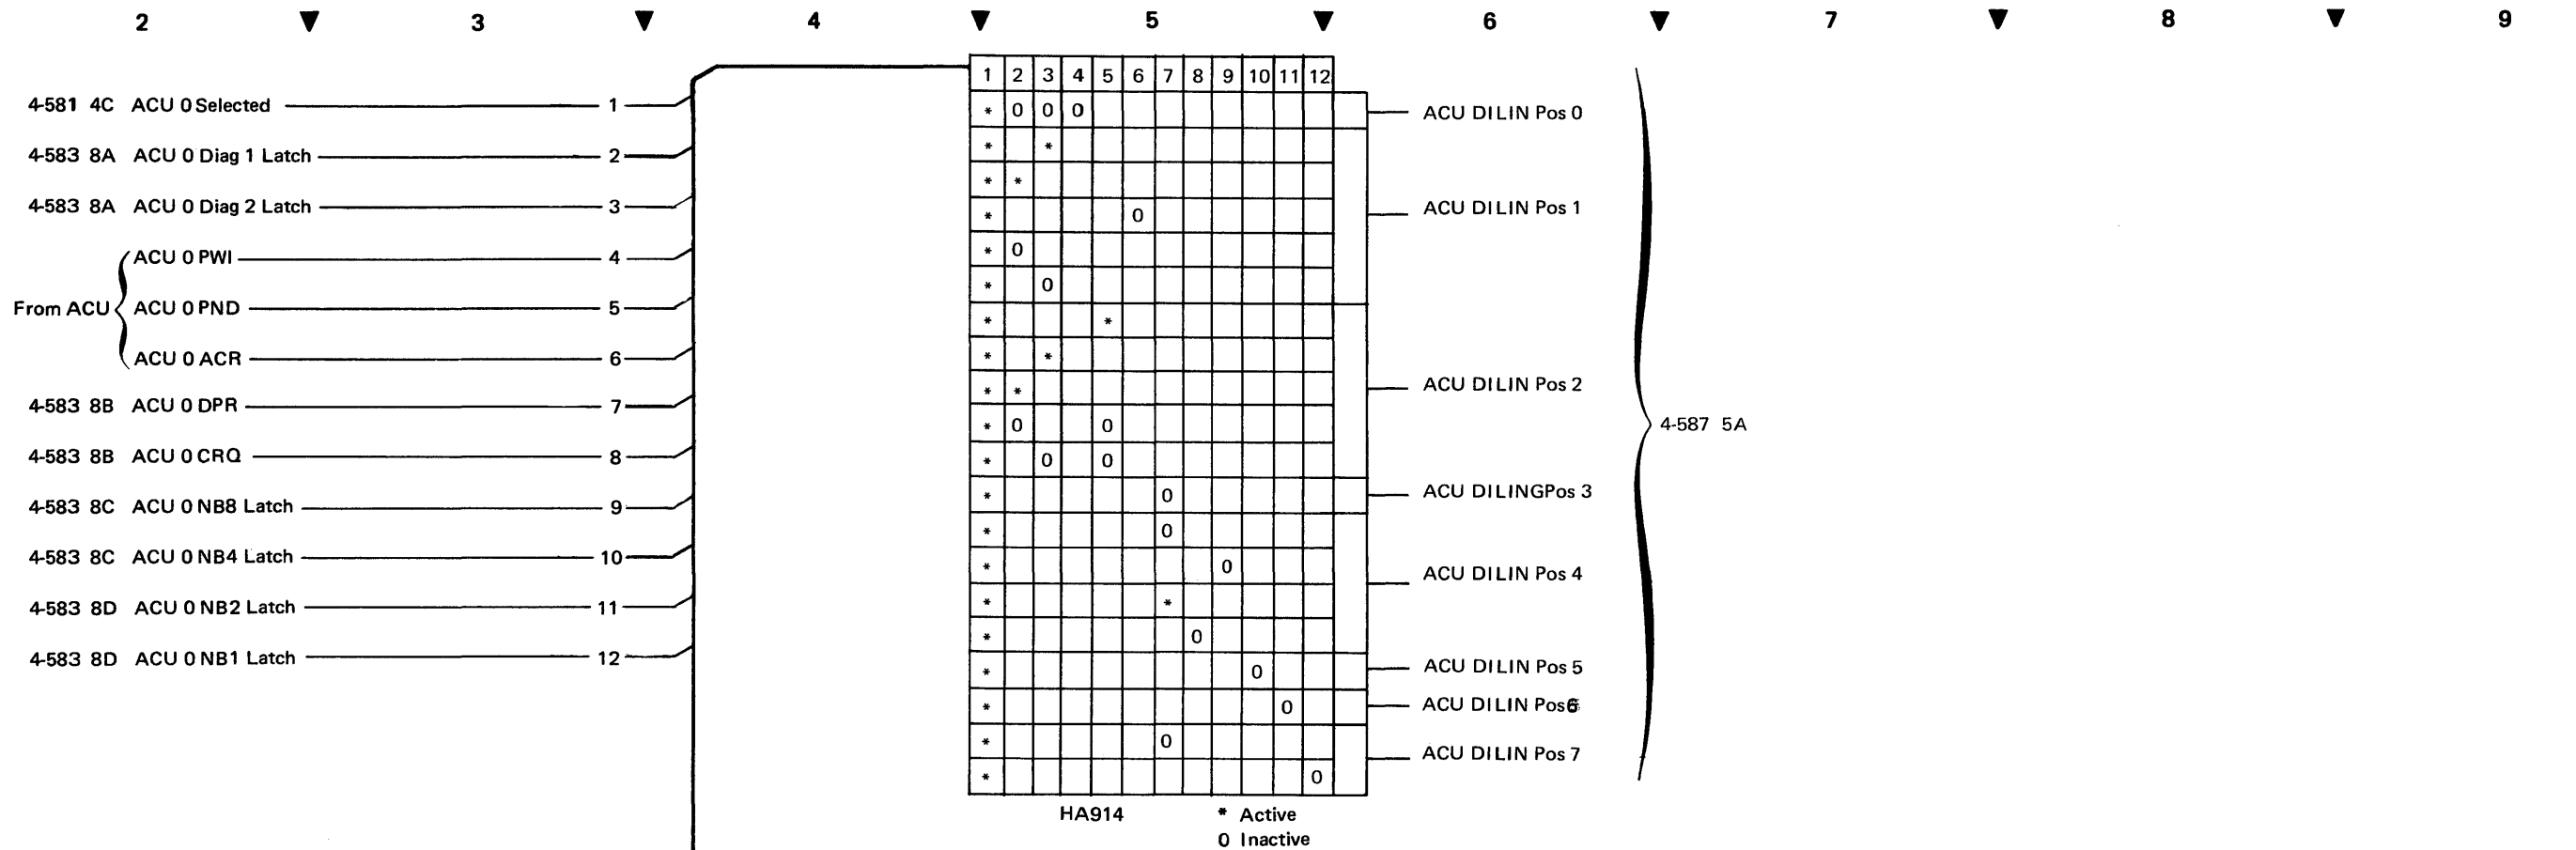 2 3 4 5 6 7 8 9
1 2 3 4 5 6 7 8 9 10 11 12
4-581 4C ACU 0 Selected 1
* 0 0 0
ACU DILIN Pos 0
4-583 8A ACU 0 Diag 1 Latch 2
* *
* *
4-583 8A ACU 0 Diag 2 Latch 3
* 0
ACU DILIN Pos 1
* 0
ACU 0 PWI 4
* 0
From ACU ACU 0 PND 5
* *
ACU 0 ACR 6
* *
* *
ACU DILIN Pos 2
4-583 8B ACU 0 DPR 7
* 0 0
4-587 5A
4-583 8B ACU 0 CRQ 8
* 0 0
* 0
ACU DILINGPos 3
4-583 8C ACU 0 NB8 Latch 9
* 0
4-583 8C ACU 0 NB4 Latch 10
* 0
ACU DILIN Pos 4
* *
4-583 8D ACU 0 NB2 Latch 11
* 0
4-583 8D ACU 0 NB1 Latch 12
* 0
ACU DILIN Pos 5
* 0
ACU DILIN Pos 6
* 0
ACU DILIN Pos 7
* 0
HA914
* Active
0 Inactive